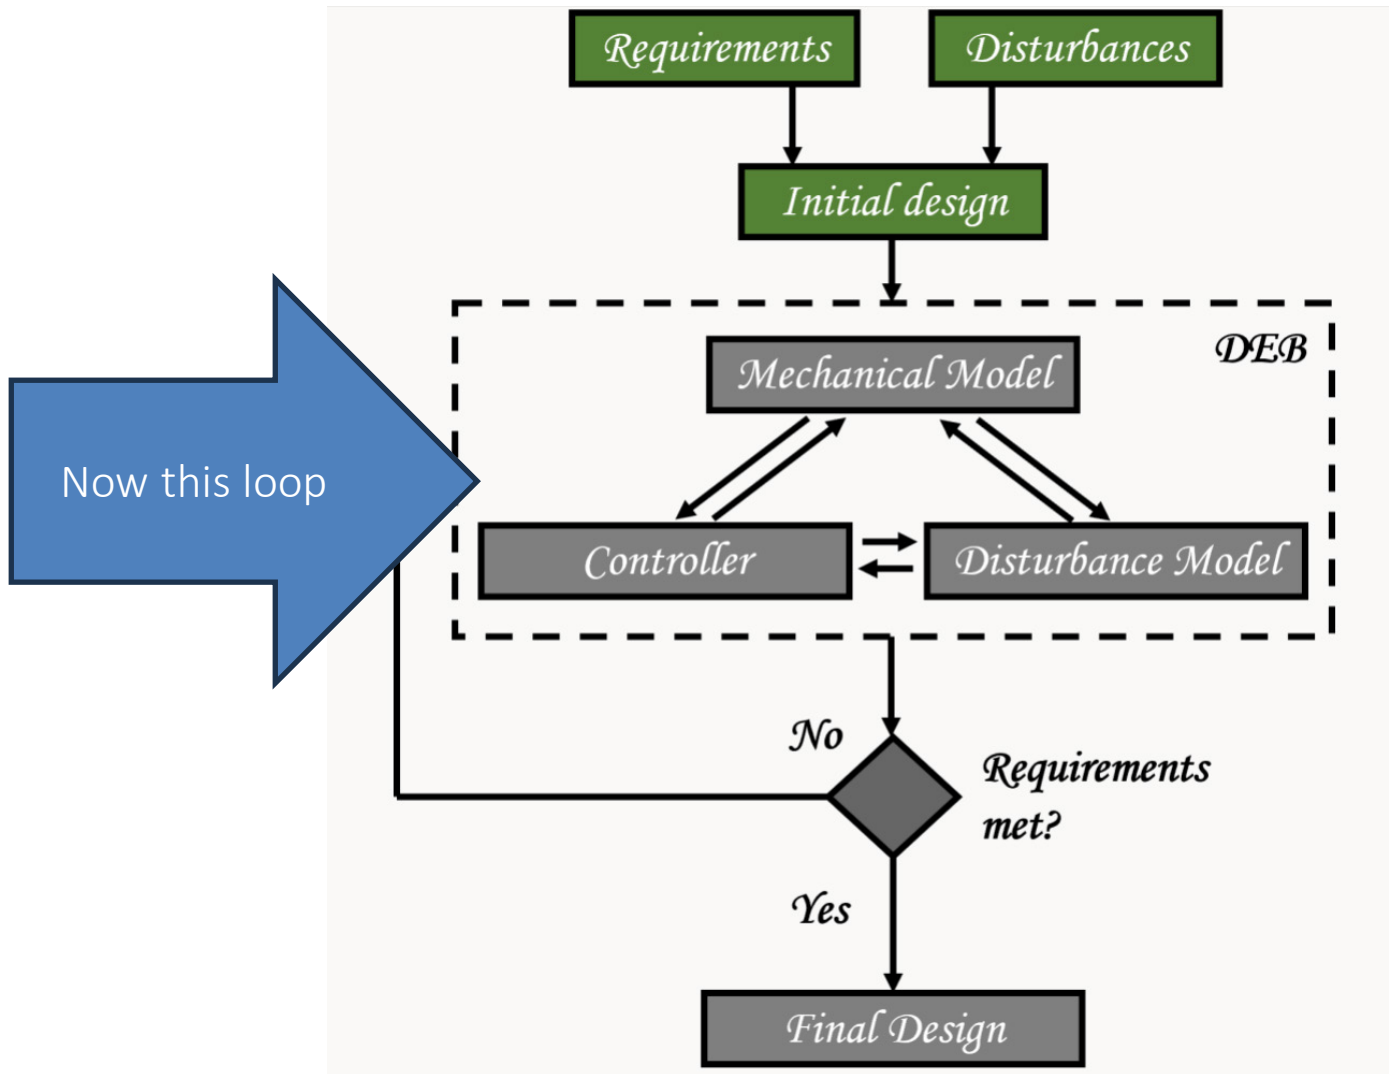 Requirements
Disturbances
Initial design
DEB
Mechanical Model
Now this loop
Controller
Disturbance Model
No
Requirements
met?
Yes
Final Design